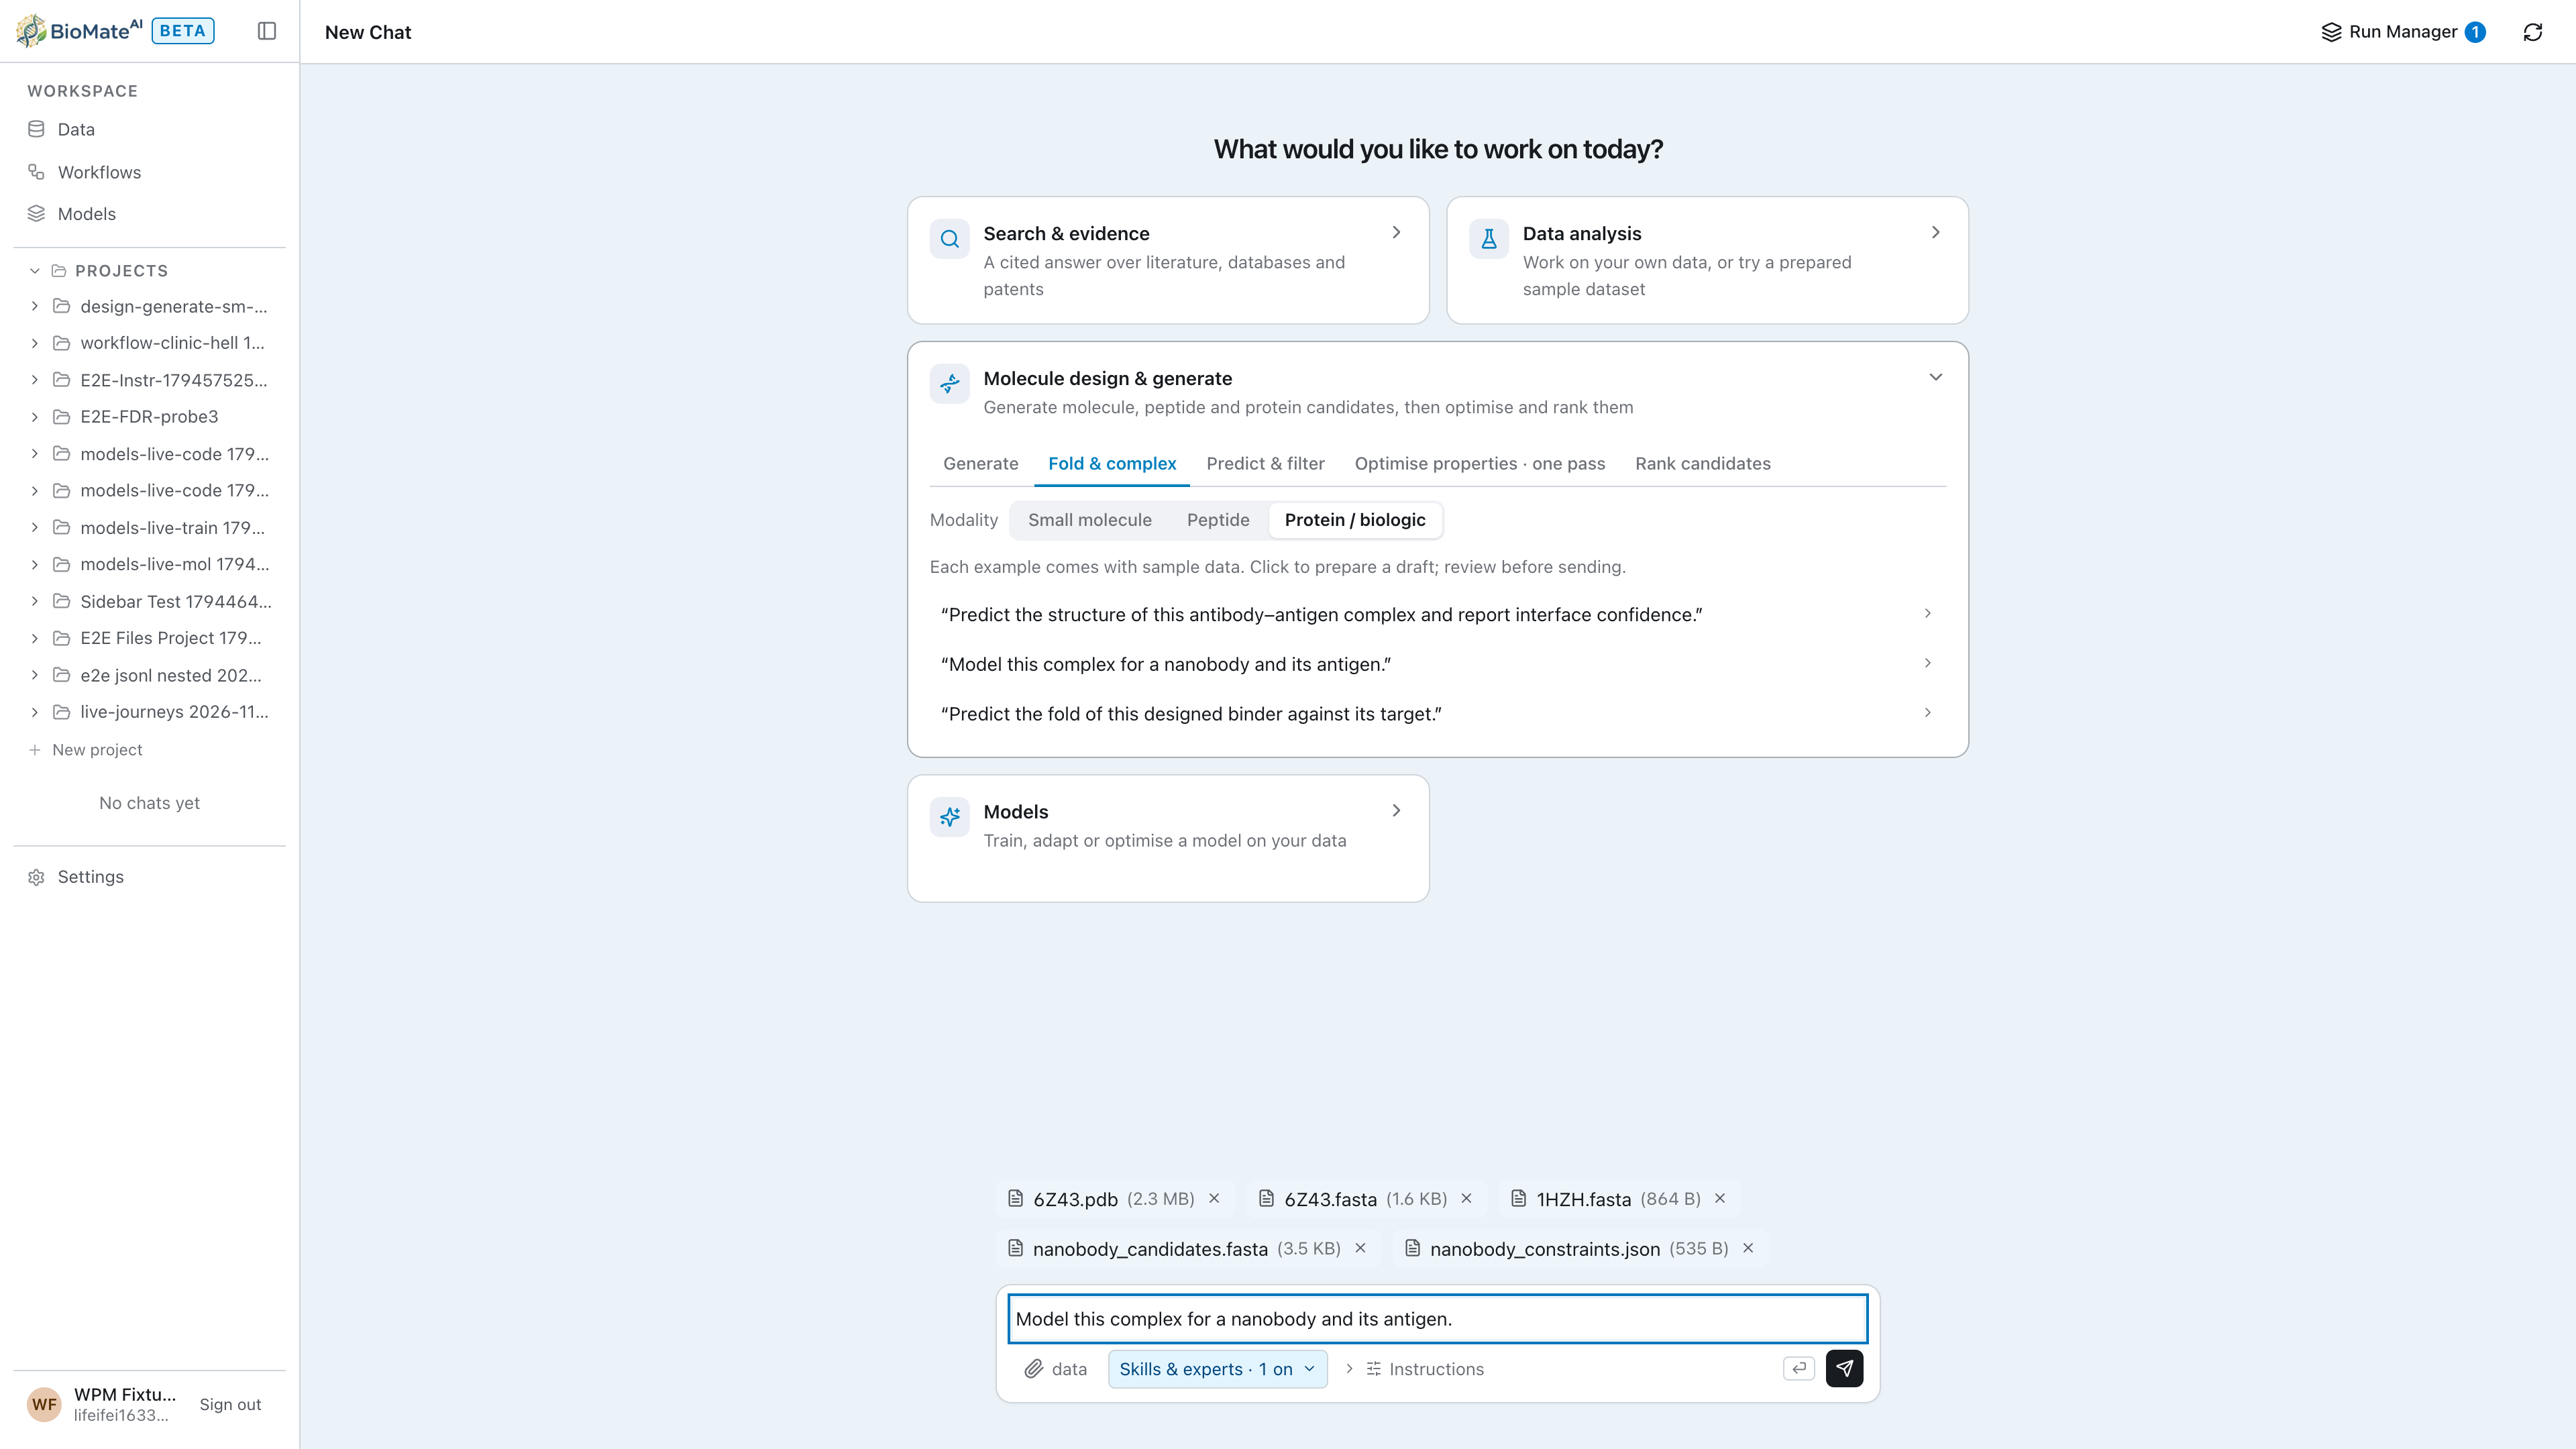 BioMate AI BETA
New Chat
Run Manager 1
WORKSPACE
Data
Workflows
Models
PROJECTS
design-generate-sm-...
workflow-clinic-hell 1...
E2E-Instr-179457525...
E2E-FDR-probe3
models-live-code 179...
models-live-code 179...
models-live-train 179...
models-live-mol 1794...
Sidebar Test 1794464...
E2E Files Project 179...
e2e jsonl nested 202...
live-journeys 2026-11...
New project
No chats yet
Settings
WF
WPM Fixtu...
lifeifei1633...
Sign out
What would you like to work on today?
Search & evidence
A cited answer over literature, databases and
patents
Data analysis
Work on your own data, or try a prepared
sample dataset
Molecule design & generate
Generate molecule, peptide and protein candidates, then optimise and rank them
Generate Fold & complex Predict & filter Optimise properties · one pass Rank candidates
Modality Small molecule Peptide Protein / biologic
Each example comes with sample data. Click to prepare a draft; review before sending.
“Predict the structure of this antibody–antigen complex and report interface confidence.”
“Model this complex for a nanobody and its antigen.”
“Predict the fold of this designed binder against its target.”
Models
Train, adapt or optimise a model on your data
6Z43.pdb (2.3 MB) 6Z43.fasta (1.6 KB) 1HZH.fasta (864 B)
nanobody_candidates.fasta (3.5 KB) nanobody_constraints.json (535 B)
Model this complex for a nanobody and its antigen.
data Skills & experts · 1 on Instructions